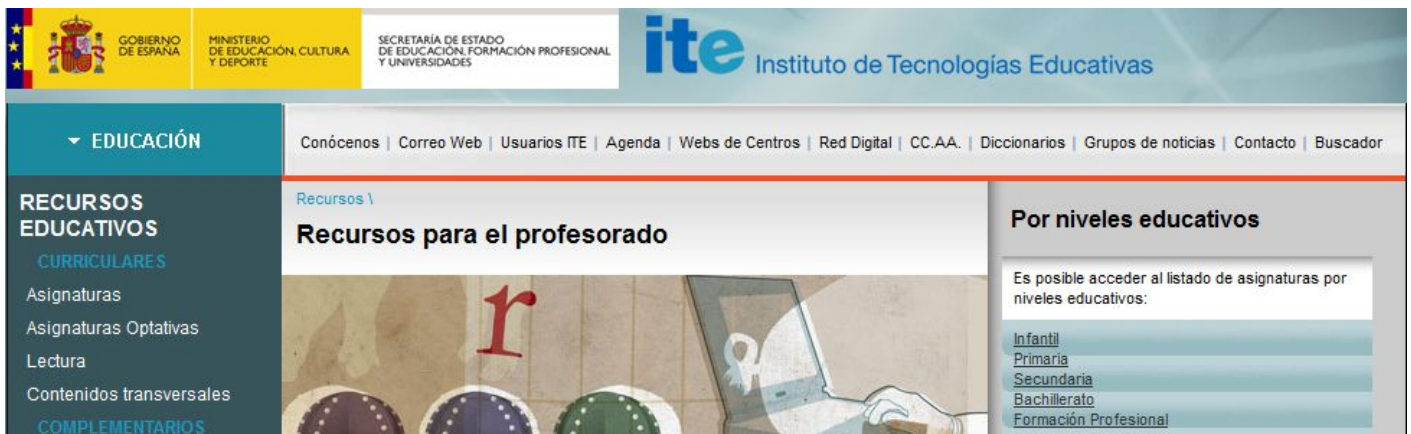 GOBIERNO
DE ESPAÑA
MINISTERIO
DE EDUCACIÓN, CULTURA
Y DEPORTE
SECRETARÍA DE ESTADO
DE EDUCACIÓN, FORMACIÓN PROFESIONAL
Y UNIVERSIDADES
ite Instituto de Tecnologías Educativas
EDUCACIÓN
Conócenos | Correo Web | Usuarios ITE | Agenda | Webs de Centros | Red Digital | CC.AA. | Diccionarios | Grupos de noticias | Contacto | Buscador
RECURSOS
EDUCATIVOS
CURRICULARES
Asignaturas
Asignaturas Optativas
Lectura
Contenidos transversales
COMPLEMENTARIOS
Recursos \
Recursos para el profesorado
r
Por niveles educativos
Es posible acceder al listado de asignaturas por
niveles educativos:
Infantil
Primaria
Secundaria
Bachillerato
Formación Profesional